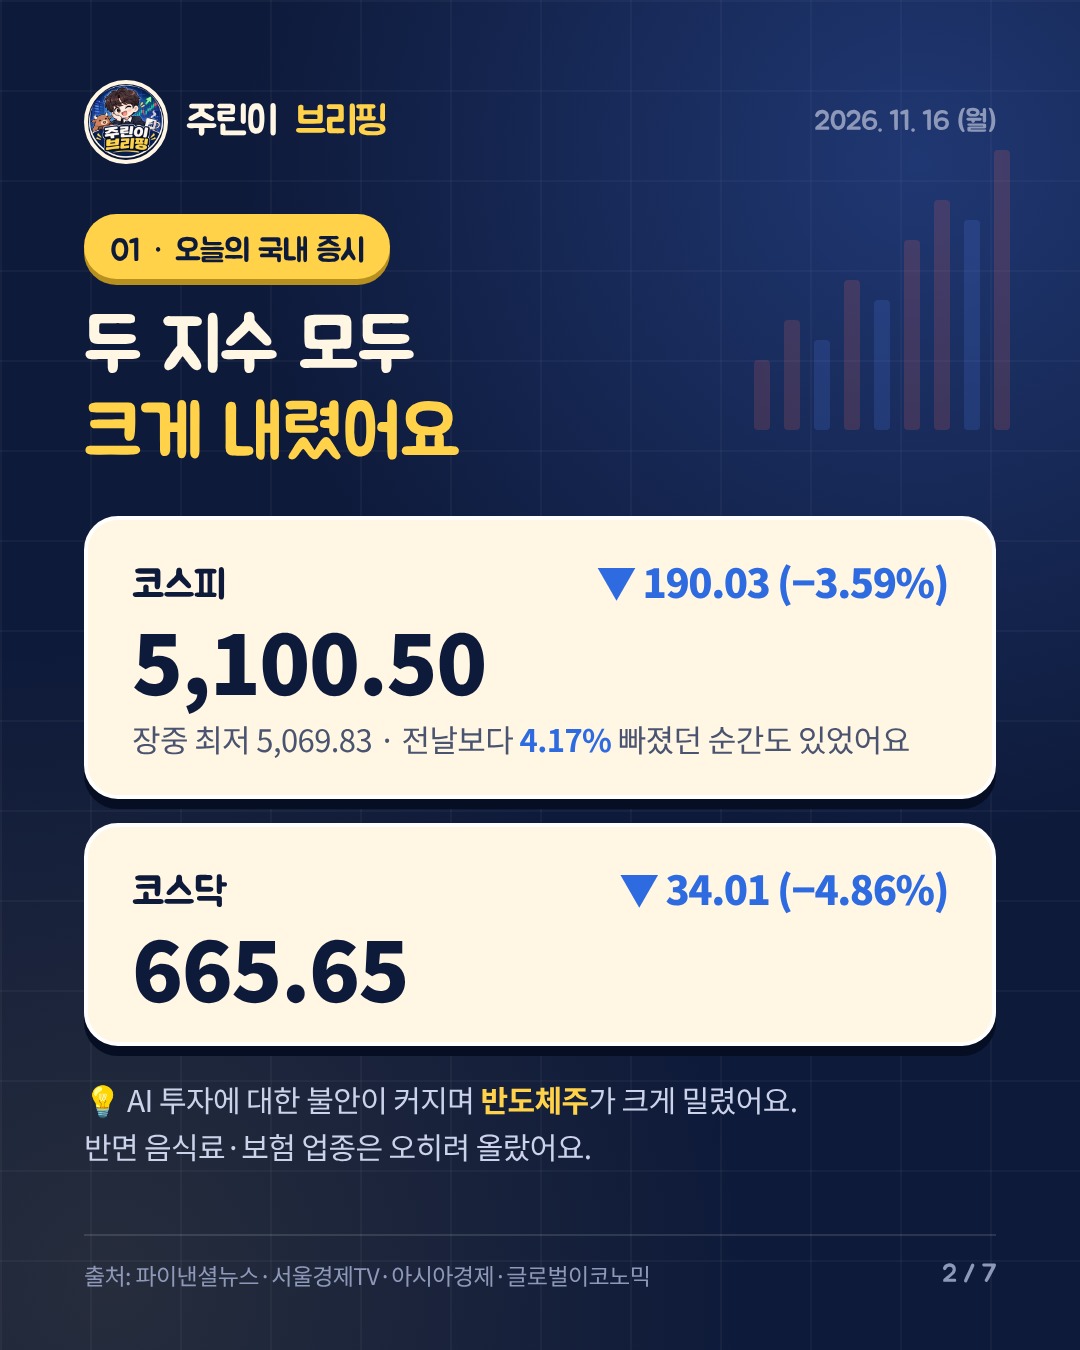 주린이 브리핑
주린이 브리핑
2026. 11. 16 (월)
01 · 오늘의 국내 증시
두 지수 모두
크게 내렸어요
코스피
▼ 190.03 (−3.59%)
5,100.50
장중 최저 5,069.83 · 전날보다 4.17% 빠졌던 순간도 있었어요
코스닥
▼ 34.01 (−4.86%)
665.65
💡 AI 투자에 대한 불안이 커지며 반도체주가 크게 밀렸어요.
반면 음식료·보험 업종은 오히려 올랐어요.
출처: 파이낸셜뉴스·서울경제TV·아시아경제·글로벌이코노믹
2 / 7